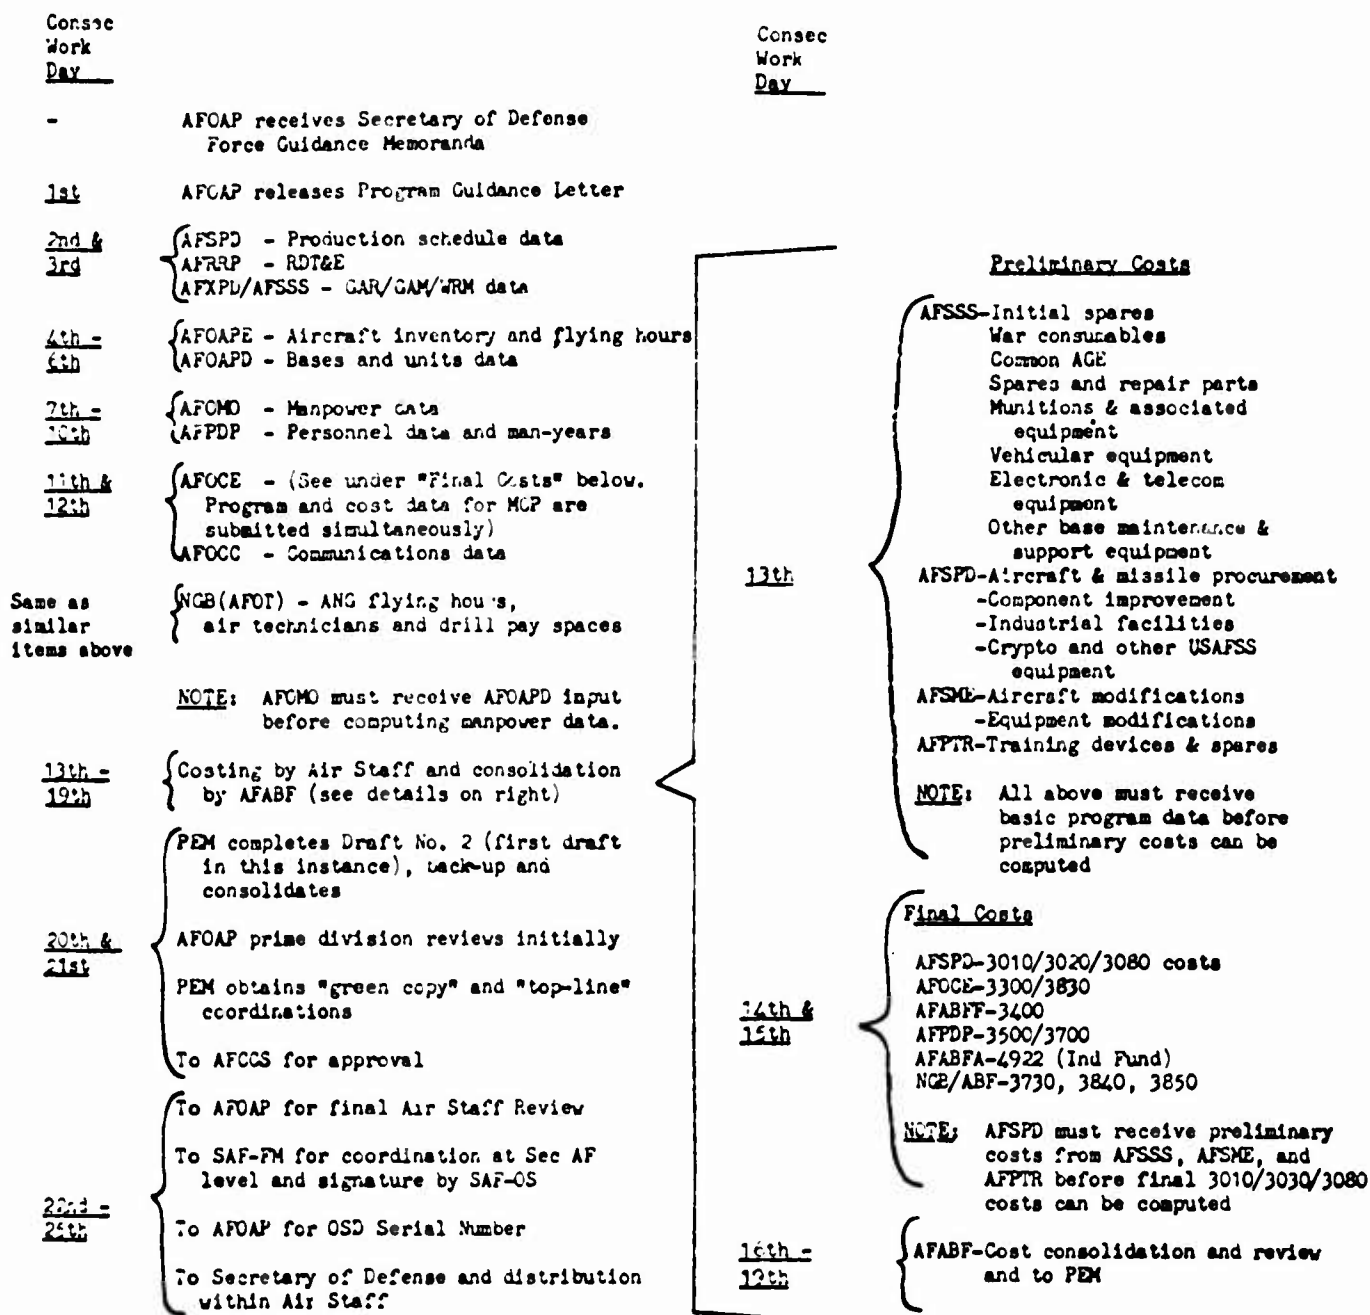 Consec
Work
Day
-
AFOAP receives Secretary of Defense
Force Guidance Memoranda
1st
AFOAP releases Program Guidance Letter
2nd &
3rd
AFSPD - Production schedule data
AFRRP - RDT&E
AFXPD/AFSSS - GAR/GAM/WRM data
4th -
6th
AFOAPE - Aircraft inventory and flying hours
AFOAPD - Bases and units data
7th -
10th
AFOMO - Manpower data
AFPDP - Personnel data and man-years
11th &
12th
AFOCE - (See under "Final Costs" below.
Program and cost data for MCP are
submitted simultaneously)
AFOCC - Communications data
Same as
similar
items above
NGB(AFOT) - ANG flying hours,
air technicians and drill pay spaces
NOTE: AFOMO must receive AFOAPD input
before computing manpower data.
13th -
19th
Costing by Air Staff and consolidation
by AFABF (see details on right)
20th &
21st
PEM completes Draft No. 2 (first draft
in this instance), back-up and
consolidates
AFOAP prime division reviews initially
PEM obtains "green copy" and "top-line"
coordinations
To AFCCS for approval
22nd -
25th
To AFOAP for final Air Staff Review
To SAF-FM for coordination at Sec AF
level and signature by SAF-OS
To AFOAP for OSD Serial Number
To Secretary of Defense and distribution
within Air Staff
Consec
Work
Day
Preliminary Costs
13th
AFSSS-Initial spares
War consumables
Common AGE
Spares and repair parts
Munitions & associated
equipment
Vehicular equipment
Electronic & telecom
equipment
Other base maintenance &
support equipment
AFSPD-Aircraft & missile procurement
-Component improvement
-Industrial facilities
-Crypto and other USAFSS
equipment
AFSME-Aircraft modifications
-Equipment modifications
AFPTR-Training devices & spares
NOTE: All above must receive
basic program data before
preliminary costs can be
computed
Final Costs
14th &
15th
AFSPD-3010/3020/3080 costs
AFOCE-3300/3830
AFABFF-3400
AFPDP-3500/3700
AFABFA-4922 (Ind Fund)
NGB/ABF-3730, 3840, 3850
NOTE: AFSPD must receive preliminary
costs from AFSSS, AFSME, and
AFPTR before final 3010/3030/3080
costs can be computed
16th -
19th
AFABF-Cost consolidation and review
and to PEM